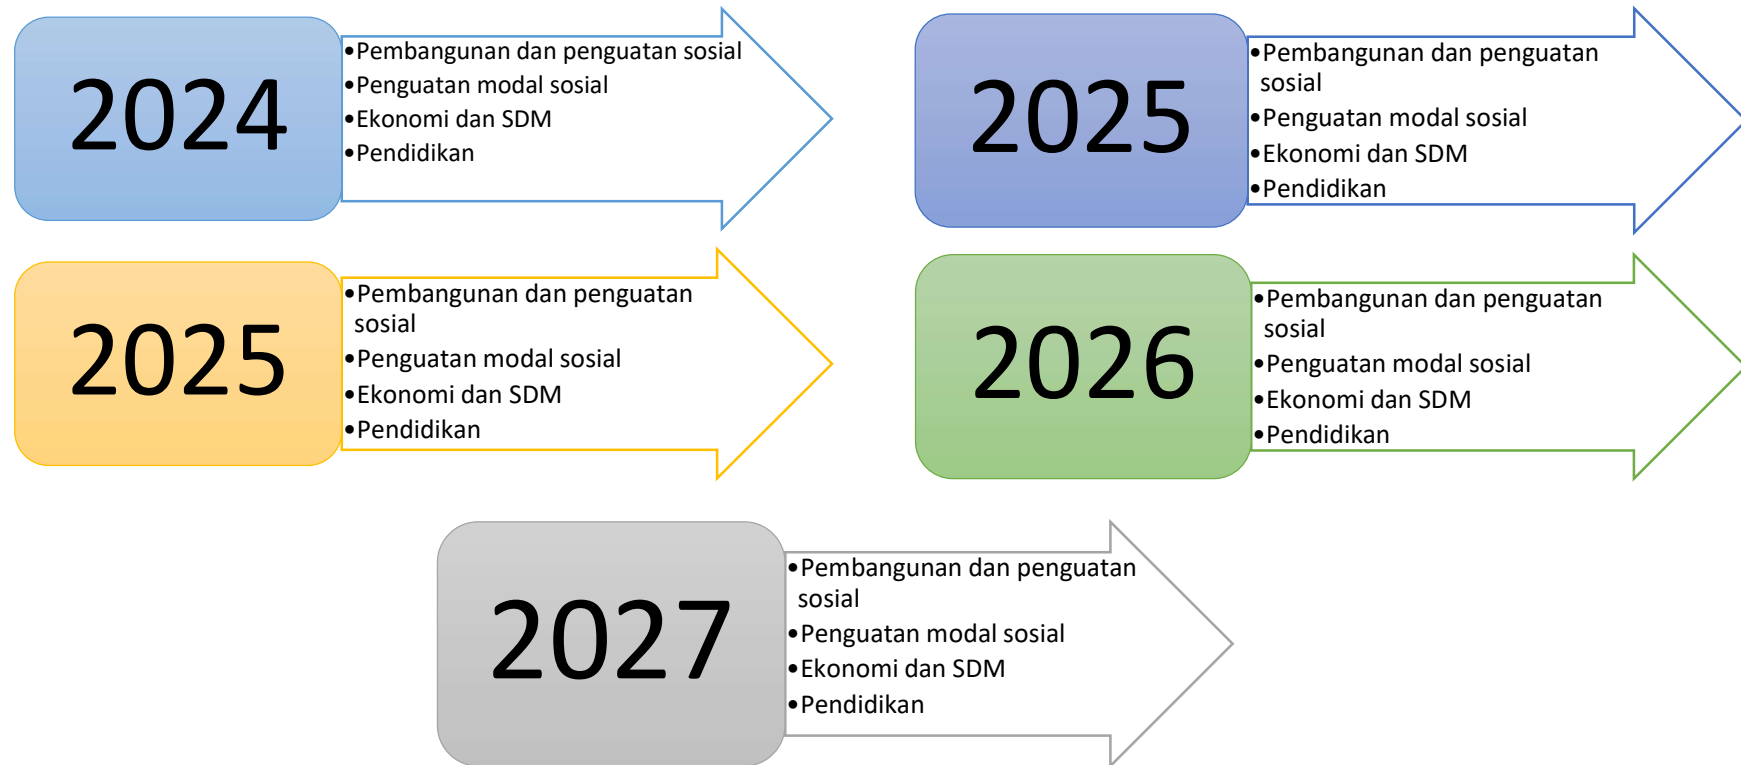 2024
•Pembangunan dan penguatan sosial
•Penguatan modal sosial
•Ekonomi dan SDM
•Pendidikan
2025
•Pembangunan dan penguatan
sosial
•Penguatan modal sosial
•Ekonomi dan SDM
•Pendidikan
2025
•Pembangunan dan penguatan
sosial
•Penguatan modal sosial
•Ekonomi dan SDM
•Pendidikan
2026
•Pembangunan dan penguatan
sosial
•Penguatan modal sosial
•Ekonomi dan SDM
•Pendidikan
2027
•Pembangunan dan penguatan
sosial
•Penguatan modal sosial
•Ekonomi dan SDM
•Pendidikan